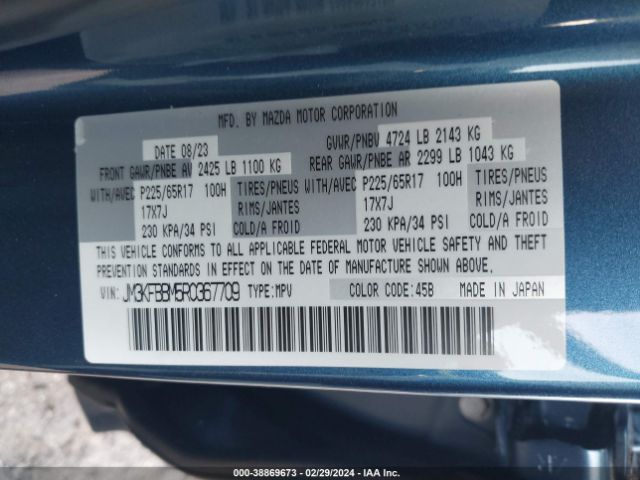 MFD. BY MAZDA MOTOR CORPORATION
DATE 08/23 GVWR/PNBV 4724 LB 2143 KG
FRONT GAWR/PNBE AV 2425 LB 1100 KG REAR GAWR/PNBE AR 2299 LB 1043 KG
WITH/AVEC P225/65R17 100H TIRES/PNEUS WITH/AVEC P225/65R17 100H TIRES/PNEUS
17X7J RIMS/JANTES 17X7J RIMS/JANTES
230 KPA/34 PSI COLD/A FROID 230 KPA/34 PSI COLD/A FROID
THIS VEHICLE CONFORMS TO ALL APPLICABLE FEDERAL MOTOR VEHICLE SAFETY AND THEFT
PREVENTION STANDARDS IN EFFECT ON THE DATE OF MANUFACTURE SHOWN ABOVE.
VIN: JM3KFBBM5R0367709 TYPE:MPV COLOR CODE:45B MADE IN JAPAN
000-38869673 - 02/29/2024 - IAA Inc.